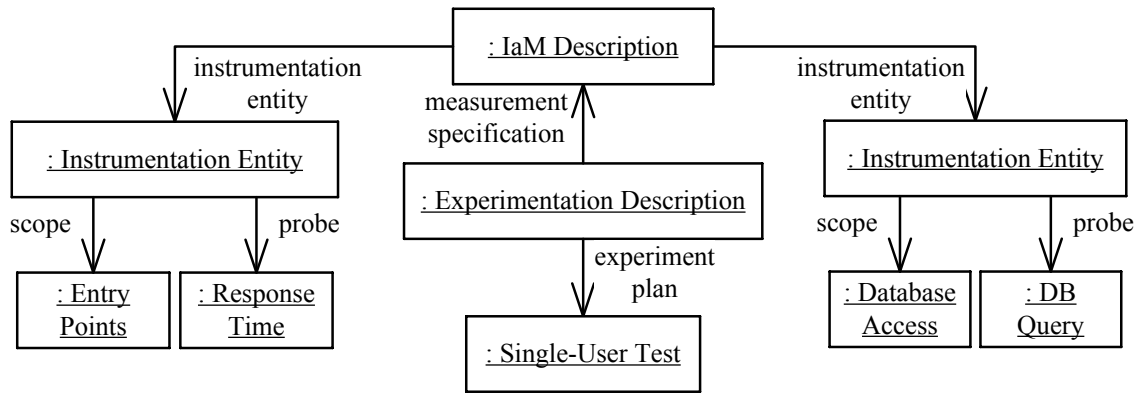 : IaM Description
instrumentation
entity
measurement
specification
instrumentation
entity
: Instrumentation Entity
: Experimentation Description
: Instrumentation Entity
scope
probe
experiment
plan
scope
probe
: Entry
Points
: Response
Time
: Single-User Test
: Database
Access
: DB
Query